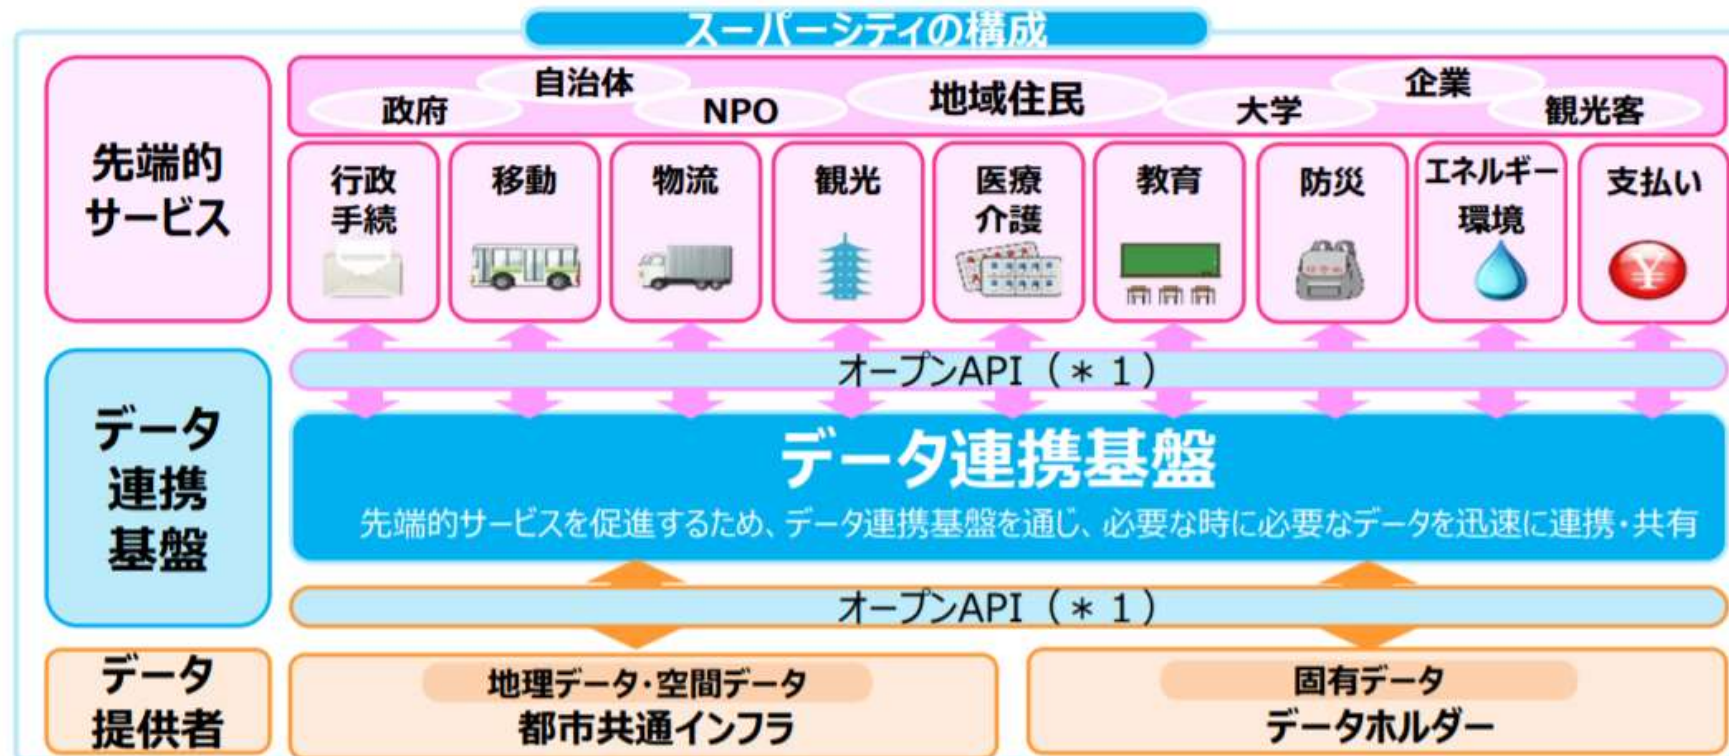 スーパーシティの構成
先端的
サービス
政府
自治体
NPO
地域住民
大学
企業
観光客
行政
手続
移動
物流
観光
医療
介護
教育
防災
エネルギー
環境
支払い
¥
オープンAPI（＊１）
データ
連携
基盤
データ連携基盤
先端的サービスを促進するため、データ連携基盤を通じ、必要な時に必要なデータを迅速に連携・共有
オープンAPI（＊１）
データ
提供者
地理データ・空間データ
都市共通インフラ
固有データ
データホルダー